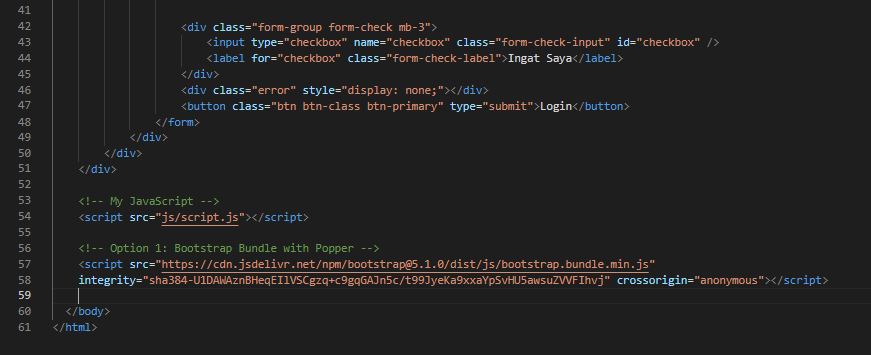 41
42 <div class="form-group form-check mb-3">
43 <input type="checkbox" name="checkbox" class="form-check-input" id="checkbox" />
44 <label for="checkbox" class="form-check-label">Ingat Saya</label>
45 </div>
46 <div class="error" style="display: none;"></div>
47 <button class="btn btn-class btn-primary" type="submit">Login</button>
48 </form>
49 </div>
50 </div>
51 </div>
52
53 <!-- My JavaScript -->
54 <script src="js/script.js"></script>
55
56 <!-- Option 1: Bootstrap Bundle with Popper -->
57 <script src="https://cdn.jsdelivr.net/npm/bootstrap@5.1.0/dist/js/bootstrap.bundle.min.js"
58 integrity="sha384-U1DAWAznBHeqEIlVSCgzq+c9gqGAJn5c/t99JyeKa9xxaYpSvHU5awsuZVVFIhvj" crossorigin="anonymous"></script>
59
60 </body>
61 </html>